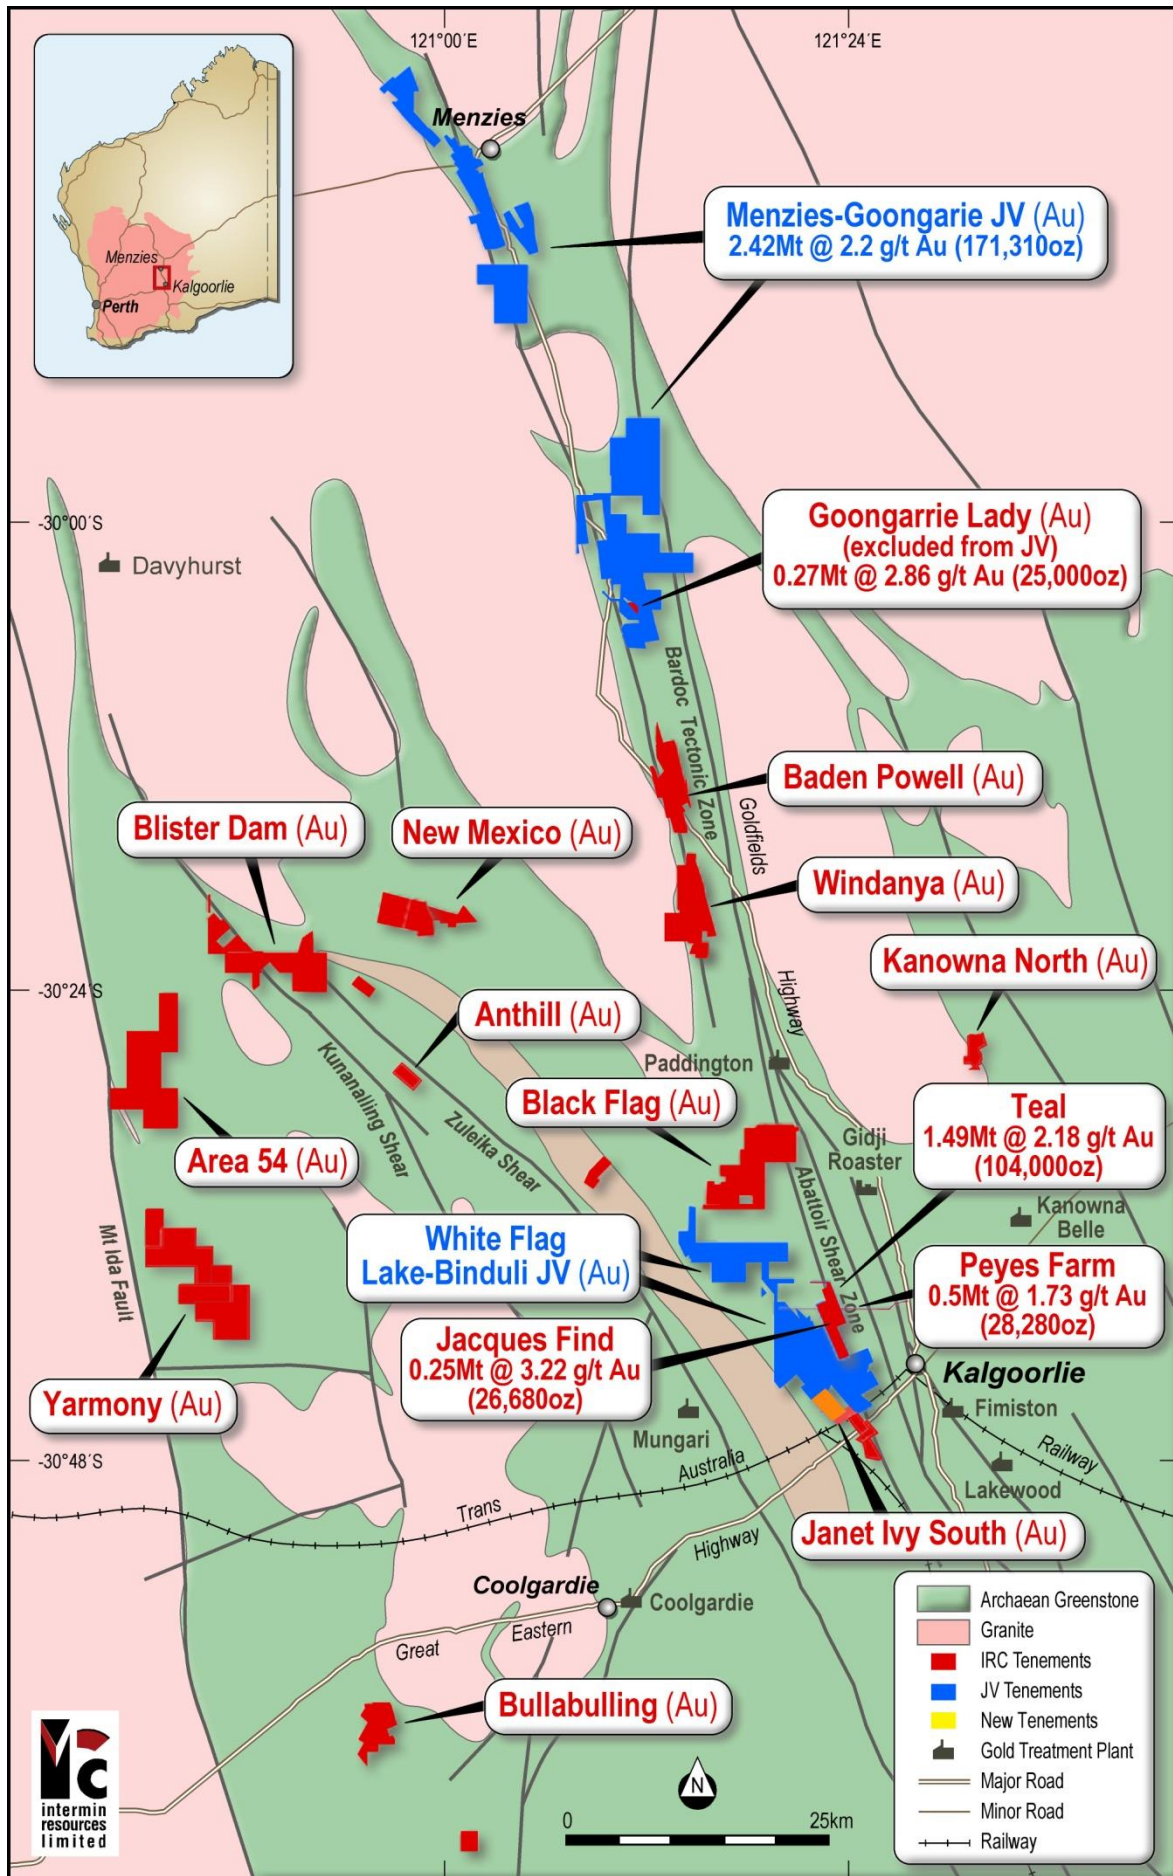 121°00´E
121°24´E
Menzies
Menzies
Kalgoorlie
Perth
Menzies-Goongarie JV (Au)
2.42Mt @ 2.2 g/t Au (171,310oz)
-30°00´S
Davyhurst
Goongarrie Lady (Au)
(excluded from JV)
0.27Mt @ 2.86 g/t Au (25,000oz)
Bardoc Tectonic Zone
Baden Powell (Au)
Goldfields
Highway
Blister Dam (Au)
New Mexico (Au)
Windanya (Au)
Kanowna North (Au)
-30°24´S
Anthill (Au)
Paddington
Kunanalling Shear
Zuleika Shear
Black Flag (Au)
Teal
1.49Mt @ 2.18 g/t Au
(104,000oz)
Area 54 (Au)
Gidji
Roaster
Abattoir Shear Zone
Kanowna
Belle
Mt Ida Fault
White Flag
Lake-Binduli JV (Au)
Peyes Farm
0.5Mt @ 1.73 g/t Au
(28,280oz)
Jacques Find
0.25Mt @ 3.22 g/t Au
(26,680oz)
Kalgoorlie
Yarmony (Au)
Fimiston
Mungari
-30°48´S
Trans
Australia
Railway
Lakewood
Janet Ivy South (Au)
Highway
Coolgardie
Coolgardie
Great
Eastern
Bullabulling (Au)
Archaean Greenstone
Granite
IRC Tenements
JV Tenements
New Tenements
Gold Treatment Plant
Major Road
Minor Road
Railway
N
0
25km
intermin
resources
limited